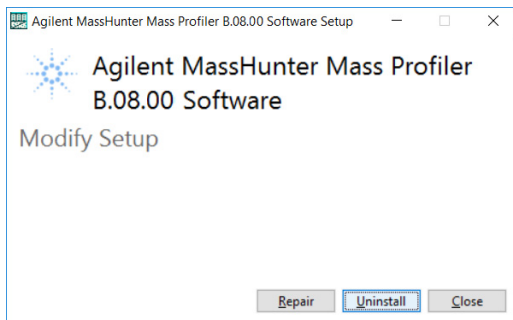 Agilent MassHunter Mass Profiler B.08.00 Software Setup
Agilent MassHunter Mass Profiler
B.08.00 Software
Modify Setup
Repair Uninstall Close